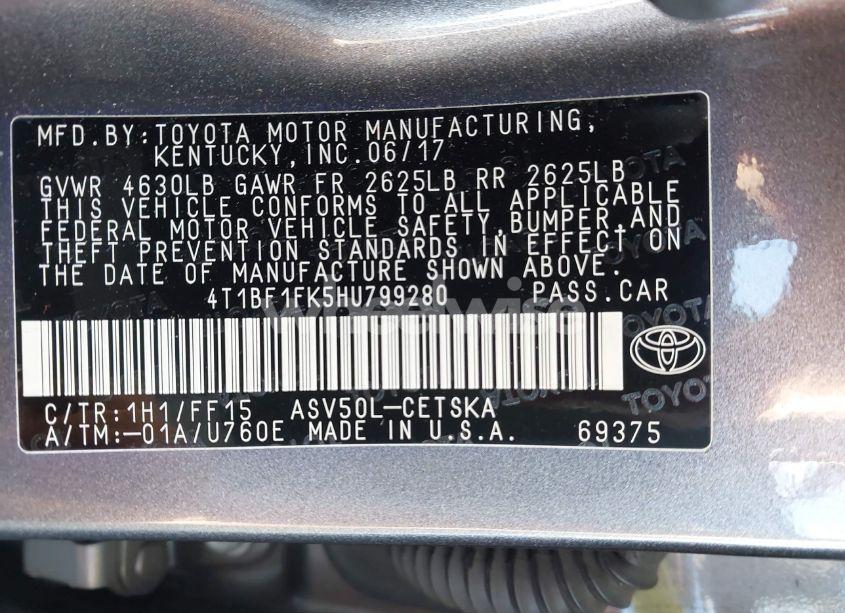 MFD.BY:TOYOTA MOTOR MANUFACTURING,
KENTUCKY,INC.06/17
GVWR 4630LB GAWR FR 2625LB RR 2625LB
THIS VEHICLE CONFORMS TO ALL APPLICABLE
FEDERAL MOTOR VEHICLE SAFETY,BUMPER,AND
THEFT PREVENTION STANDARDS IN EFFECT ON
THE DATE OF MANUFACTURE SHOWN ABOVE.
4T1BF1FK5HU799280 PASS.CAR
wheelwise
C/TR:1H1/FF15 ASV50L-CETSKA
A/TM:-01A/U760E MADE IN U.S.A. 69375
TOYOTA